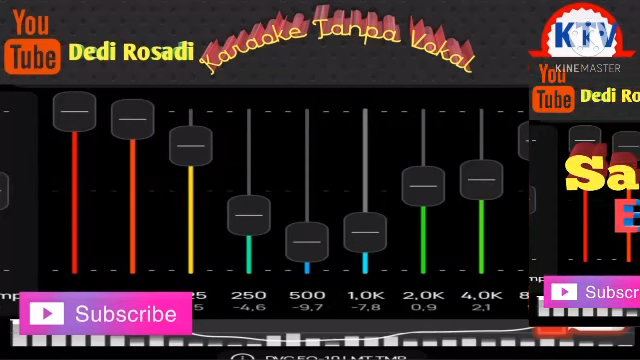 You
Tube
Dedi Rosadi
Karaoke Tanpa Vokal
KTV
KINEMASTER
You
Tube
Dedi Ro
Sa
E
25 250 500 1,0K 2,0K 4,0K 8
-4,6 -9,7 -7,8 0,9 2,1
Subscribe
Subscr